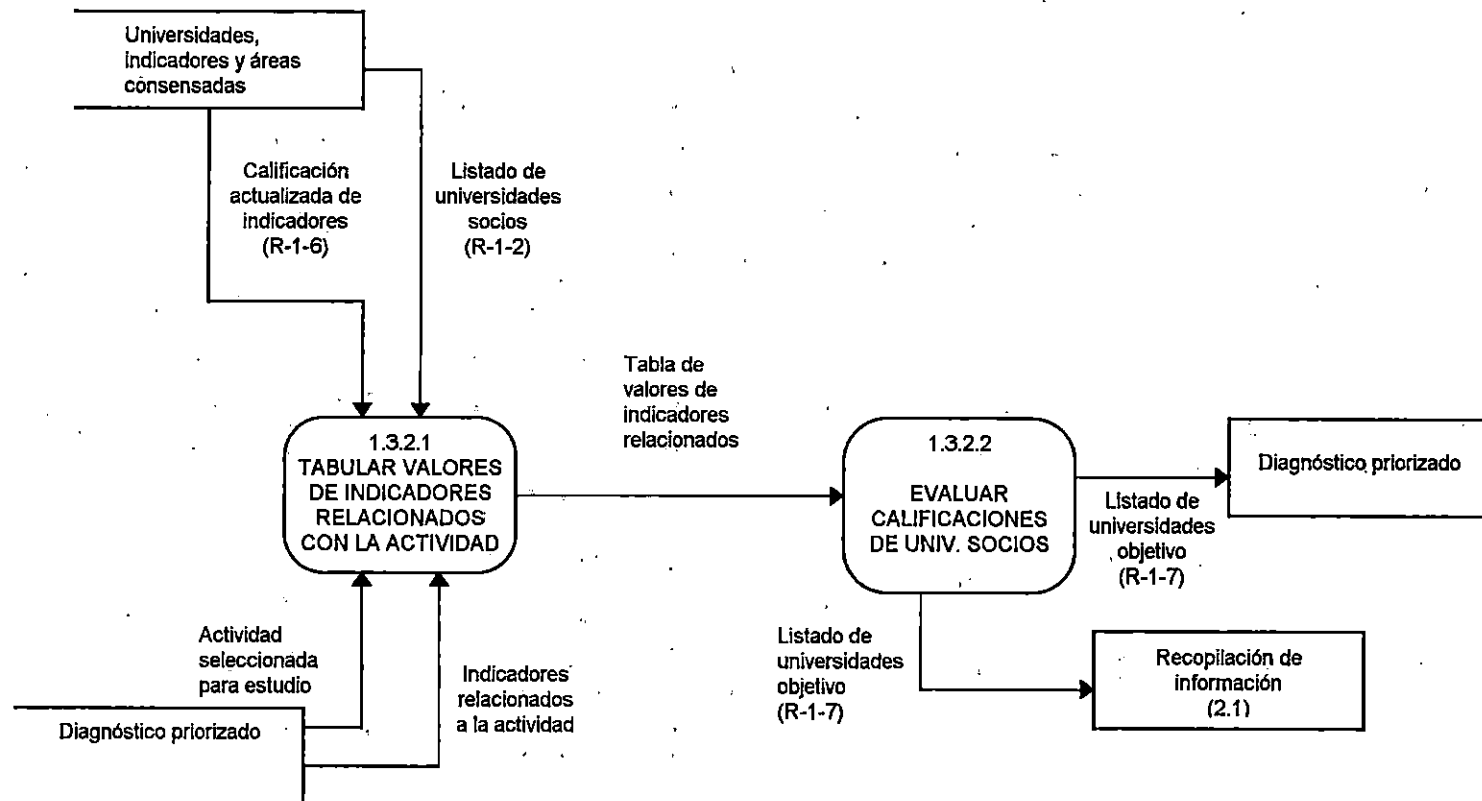 Universidades,
indicadores y áreas
consensadas
Calificación
actualizada de
indicadores
(R-1-6)
Listado de
universidades
socios
(R-1-2)
Tabla de
valores de
indicadores
relacionados
1.3.2.1
TABULAR VALORES
DE INDICADORES
RELACIONADOS
CON LA ACTIVIDAD
1.3.2.2
EVALUAR
CALIFICACIONES
DE UNIV. SOCIOS
Diagnóstico priorizado
Listado de
universidades
objetivo
(R-1-7)
Actividad
seleccionada
para estudio
Indicadores
relacionados
a la actividad
Listado de
universidades
objetivo
(R-1-7)
Recopilación de
información
(2.1)
Diagnóstico priorizado